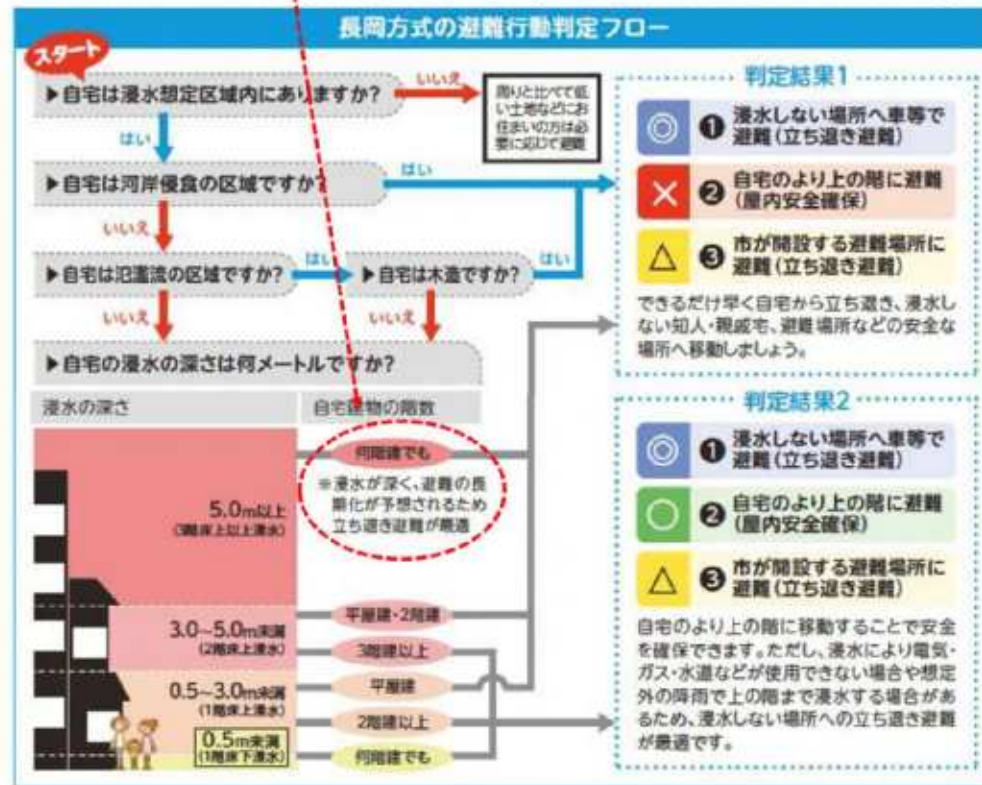 長岡方式の避難行動判定フロー
スタート
▶自宅は浸水想定区域内にありますか?
いいえ
周りと比べて低
い土地などにお
住まいの方は必
要に応じて避難
はい
▶自宅は河岸侵食の区域ですか?
はい
いいえ
▶自宅は氾濫流の区域ですか?
はい
▶自宅は木造ですか?
はい
いいえ
いいえ
▶自宅の浸水の深さは何メートルですか?
浸水の深さ
自宅建物の階数
何階建でも
※浸水が深く、避難の長
期化が予想されるため
立ち退き避難が最適
5.0m以上
(3階床上以上浸水)
平屋建・2階建
3.0~5.0m未満
(2階床上浸水)
3階建以上
平屋建
0.5~3.0m未満
(1階床上浸水)
2階建以上
0.5m未満
(1階床下浸水)
何階建でも
判定結果1
◎ ❶ 浸水しない場所へ車等で
避難(立ち退き避難)
× ❷ 自宅のより上の階に避難
(屋内安全確保)
△ ❸ 市が開設する避難場所に
避難(立ち退き避難)
できるだけ早く自宅から立ち退き、浸水し
ない知人・親戚宅、避難場所などの安全な
場所へ移動しましょう。
判定結果2
◎ ❶ 浸水しない場所へ車等で
避難(立ち退き避難)
○ ❷ 自宅のより上の階に避難
(屋内安全確保)
△ ❸ 市が開設する避難場所に
避難(立ち退き避難)
自宅のより上の階に移動することで安全
を確保できます。ただし、浸水により電気・
ガス・水道などが使用できない場合や想定
外の降雨で上の階まで浸水する場合があ
るため、浸水しない場所への立ち退き避難
が最適です。